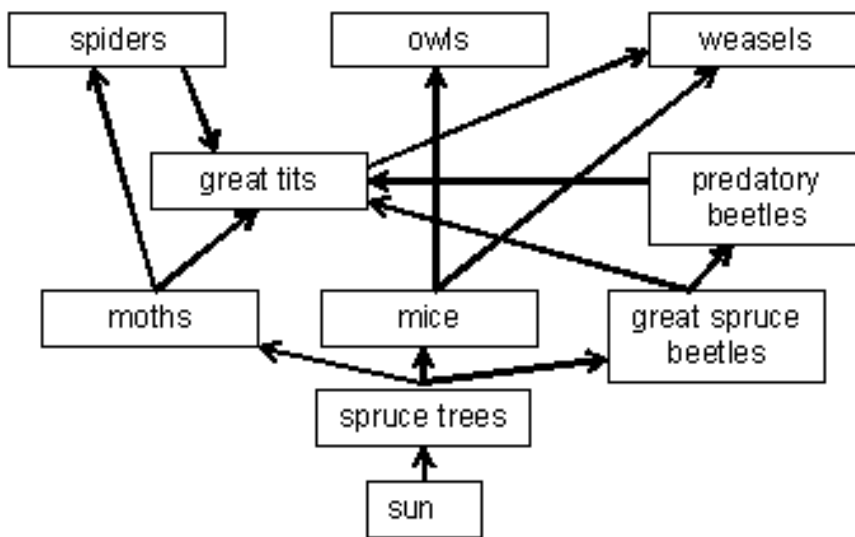 spiders
owls
weasels
great tits
predatory
beetles
moths
mice
great spruce
beetles
spruce trees
sun